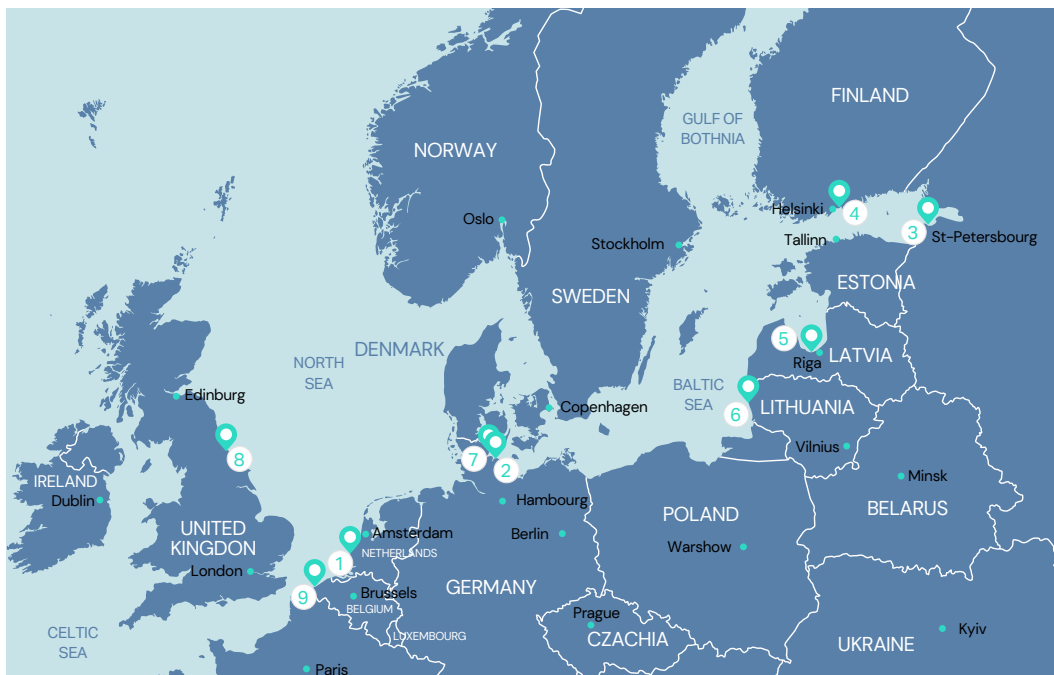 FINLAND
GULF OF
BOTHNIA
NORWAY
Helsinki
4
Oslo
3
St-Petersbourg
Stockholm
Tallinn
ESTONIA
SWEDEN
5
NORTH
SEA
DENMARK
Riga
LATVIA
BALTIC
SEA
Edinburg
Copenhagen
6
LITHUANIA
8
7
2
Vilnius
IRELAND
Dublin
Minsk
Hambourg
BELARUS
UNITED
KINGDOM
Amsterdam
Berlin
POLAND
NETHERLANDS
Warshow
1
London
9
Brussels
BELGIUM
GERMANY
Prague
CELTIC
SEA
LUXEMBOURG
CZACHIA
Kyiv
UKRAINE
Paris